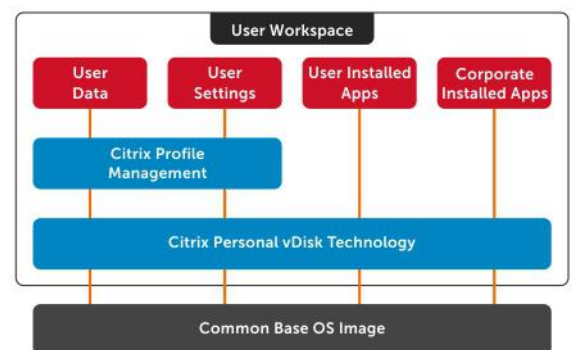 User Workspace
User
Data
User
Settings
User Installed
Apps
Corporate
Installed Apps
Citrix Profile
Management
Citrix Personal vDisk Technology
Common Base OS Image